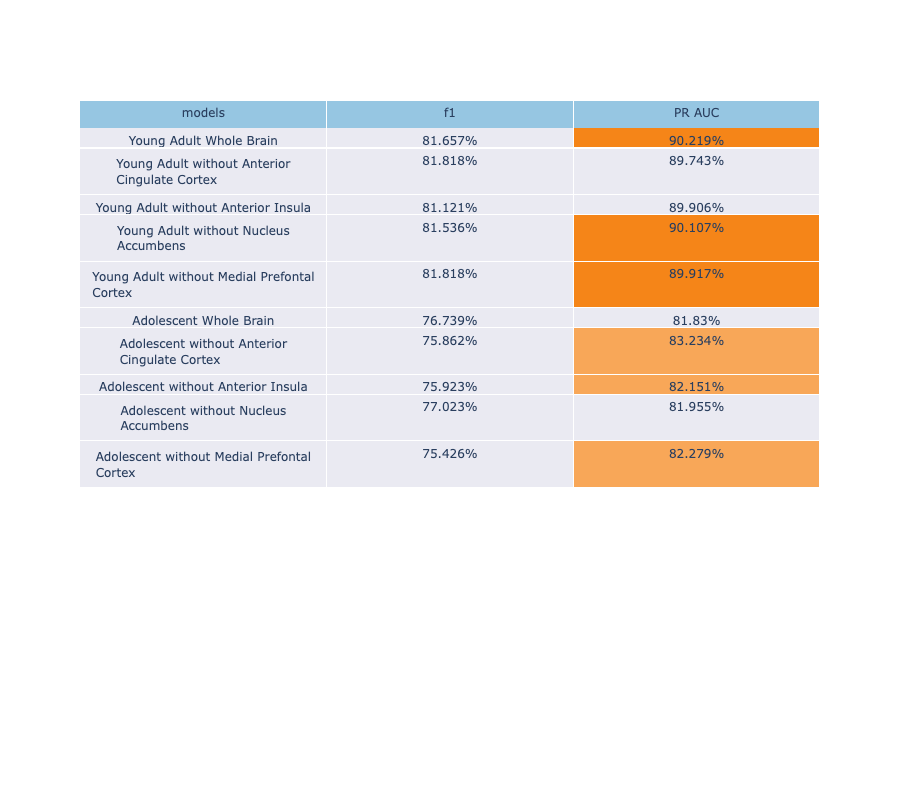 models f1 PR AUC
Young Adult Whole Brain 81.657% 90.219%
Young Adult without Anterior 81.818% 89.743%
Cingulate Cortex
Young Adult without Anterior Insula 81.121% 89.906%
Young Adult without Nucleus 81.536% 90.107%
Accumbens
Young Adult without Medial Prefontal 81.818% 89.917%
Cortex
Adolescent Whole Brain 76.739% 81.83%
Adolescent without Anterior 75.862% 83.234%
Cingulate Cortex
Adolescent without Anterior Insula 75.923% 82.151%
Adolescent without Nucleus 77.023% 81.955%
Accumbens
Adolescent without Medial Prefontal 75.426% 82.279%
Cortex